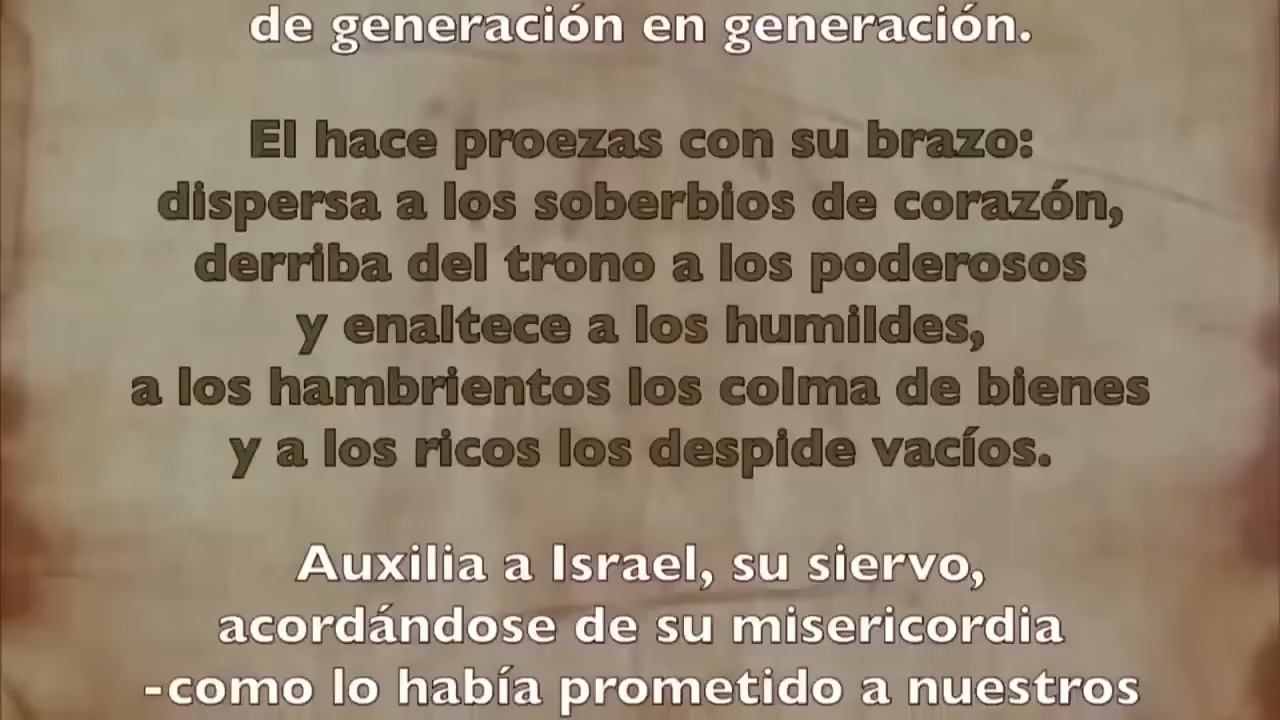 de generación en generación.
El hace proezas con su brazo:
dispersa a los soberbios de corazón,
derriba del trono a los poderosos
y enaltece a los humildes,
a los hambrientos los colma de bienes
y a los ricos los despide vacíos.
Auxilia a Israel, su siervo,
acordándose de su misericordia
-como lo había prometido a nuestros